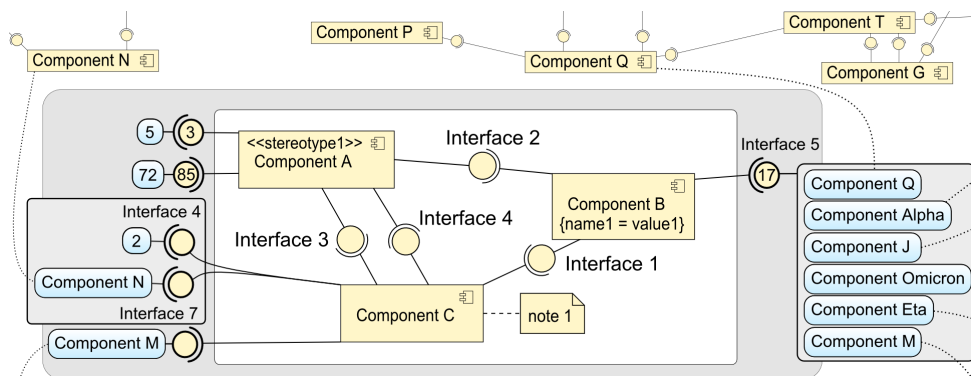 Component P
Component T
Component N
Component Q
Component G
5
3
<<stereotype1>>
Component A
Interface 2
Interface 5
72
85
17
Component B
{name1 = value1}
Component Q
Interface 4
Component Alpha
2
Interface 3
Interface 4
Component J
Interface 1
Component N
Component Omicron
Interface 7
Component C
note 1
Component Eta
Component M
Component M